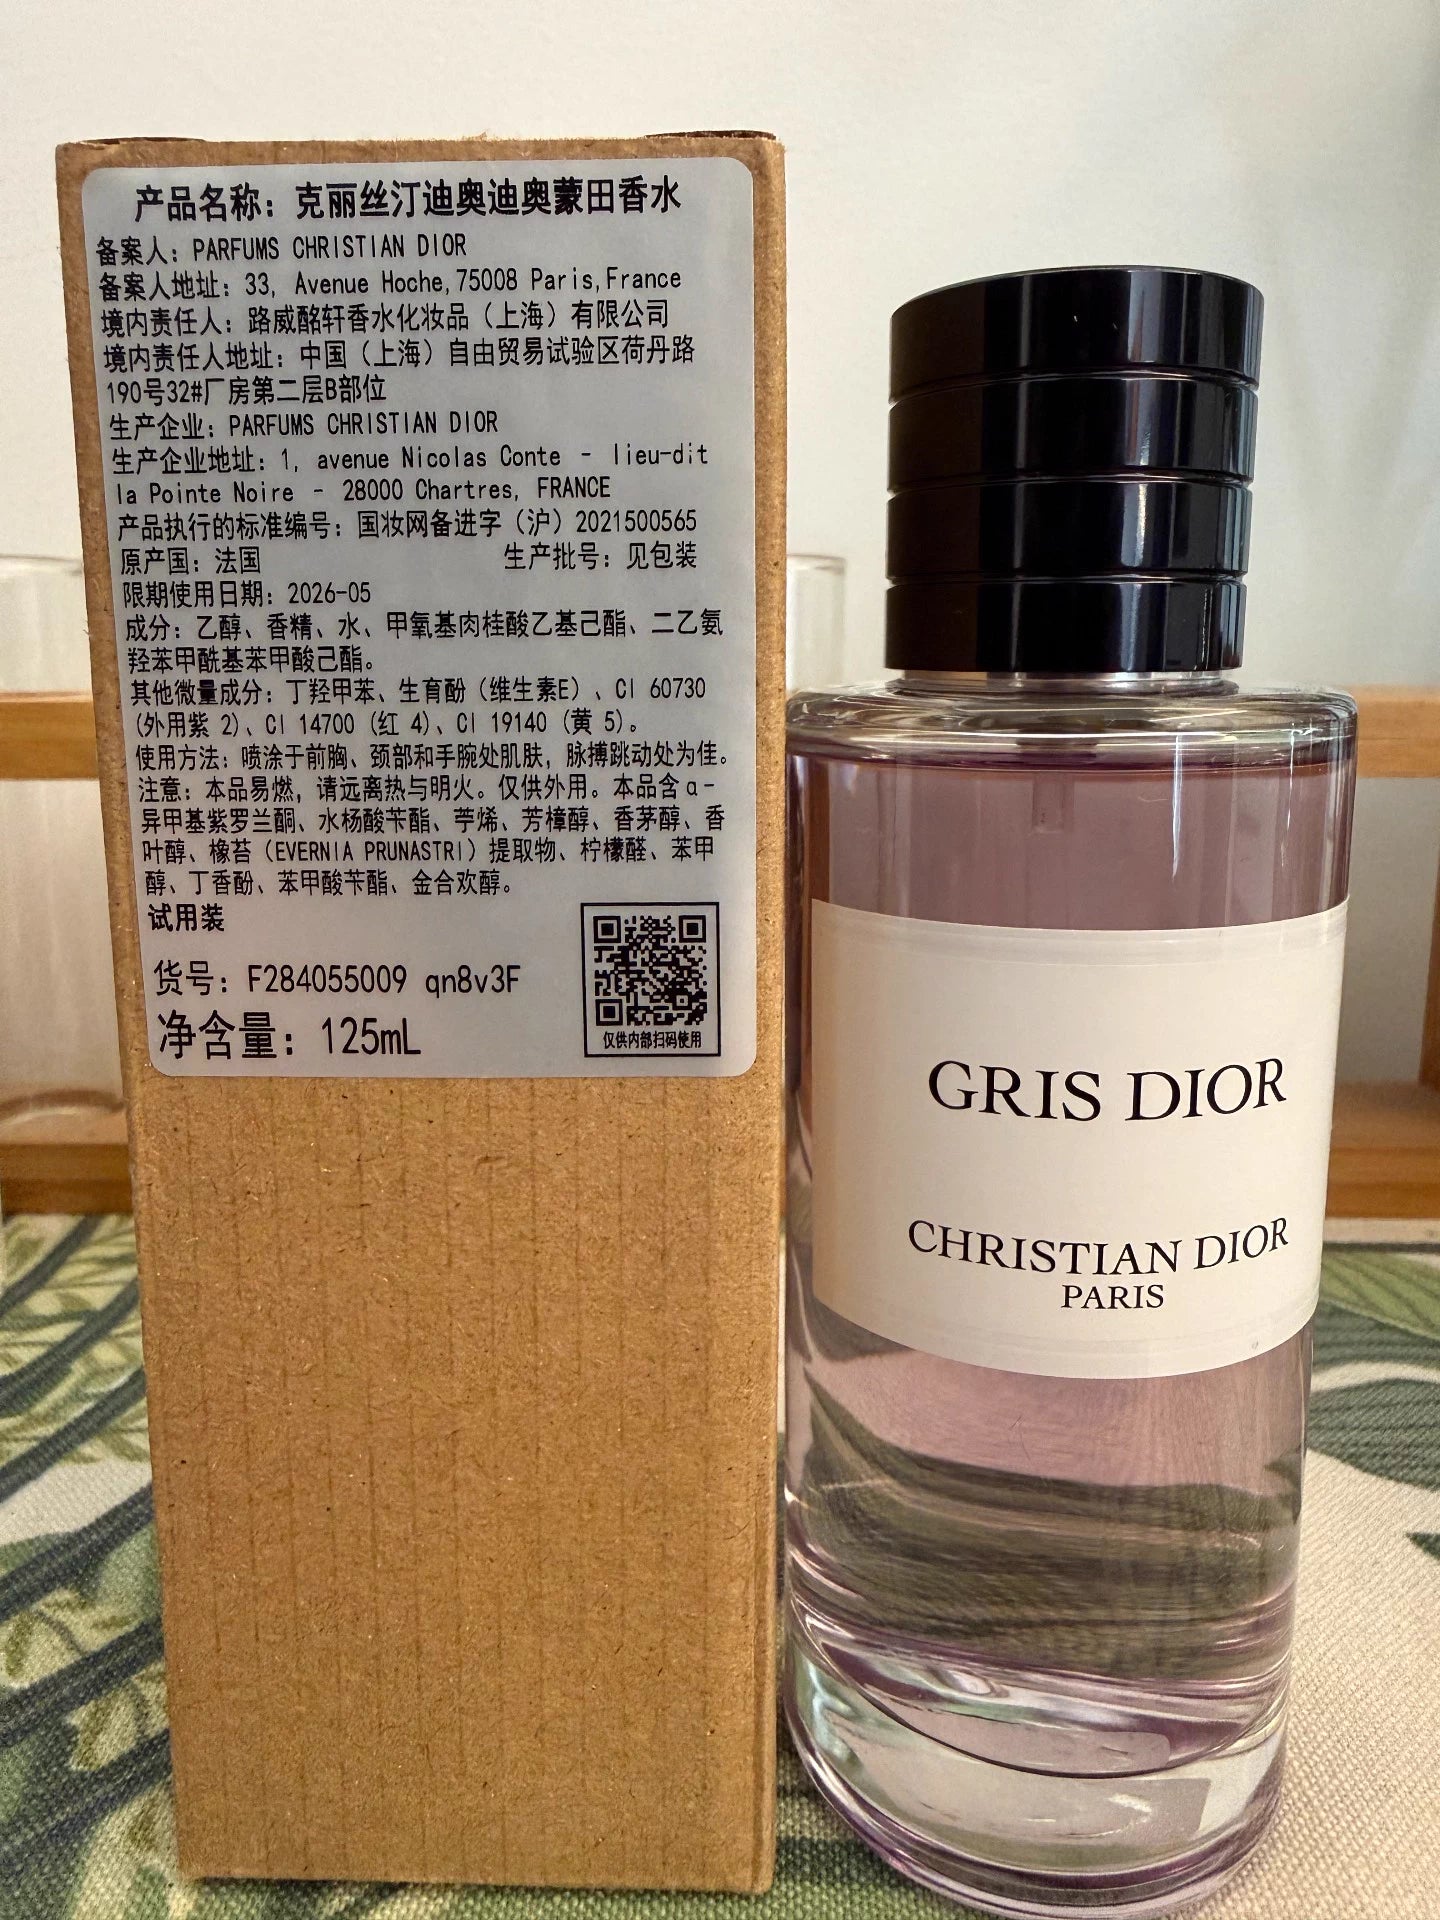 产品名称：克丽丝汀迪奥迪奥蒙田香水
备案人：PARFUMS CHRISTIAN DIOR
备案人地址：33, Avenue Hoche,75008 Paris,France
境内责任人：路威酩轩香水化妆品（上海）有限公司
境内责任人地址：中国（上海）自由贸易试验区荷丹路
190号32#厂房第二层B部位
生产企业：PARFUMS CHRISTIAN DIOR
生产企业地址：1, avenue Nicolas Conte - lieu-dit
la Pointe Noire - 28000 Chartres, FRANCE
产品执行的标准编号：国妆网备进字（沪）2021500565
原产国：法国 生产批号：见包装
限期使用日期：2026-05
成分：乙醇、香精、水、甲氧基肉桂酸乙基己酯、二乙氨
羟苯甲酰基苯甲酸己酯。
其他微量成分：丁羟甲苯、生育酚（维生素E）、CI 60730
(外用紫 2)、CI 14700 (红 4)、CI 19140 (黄 5)。
使用方法：喷涂于前胸、颈部和手腕处肌肤，脉搏跳动处为佳。
注意：本品易燃，请远离热与明火。仅供外用。本品含α-
异甲基紫罗兰酮、水杨酸苄酯、苧烯、芳樟醇、香茅醇、香
叶醇、橡苔（EVERNIA PRUNASTRI）提取物、柠檬醛、苯甲
醇、丁香酚、苯甲酸苄酯、金合欢醇。
试用装
货号：F284055009 qn8v3F
净含量：125mL
仅供内部扫码使用
GRIS DIOR
CHRISTIAN DIOR
PARIS